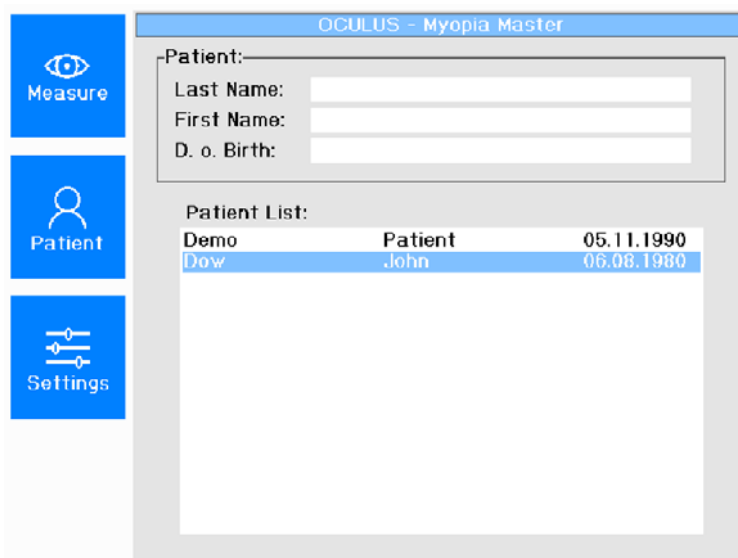 OCULUS - Myopia Master
Measure
Patient
Settings
Patient:
Last Name:
First Name:
D. o. Birth:
Patient List:
Demo Patient 05.11.1990
Dow John 06.08.1980